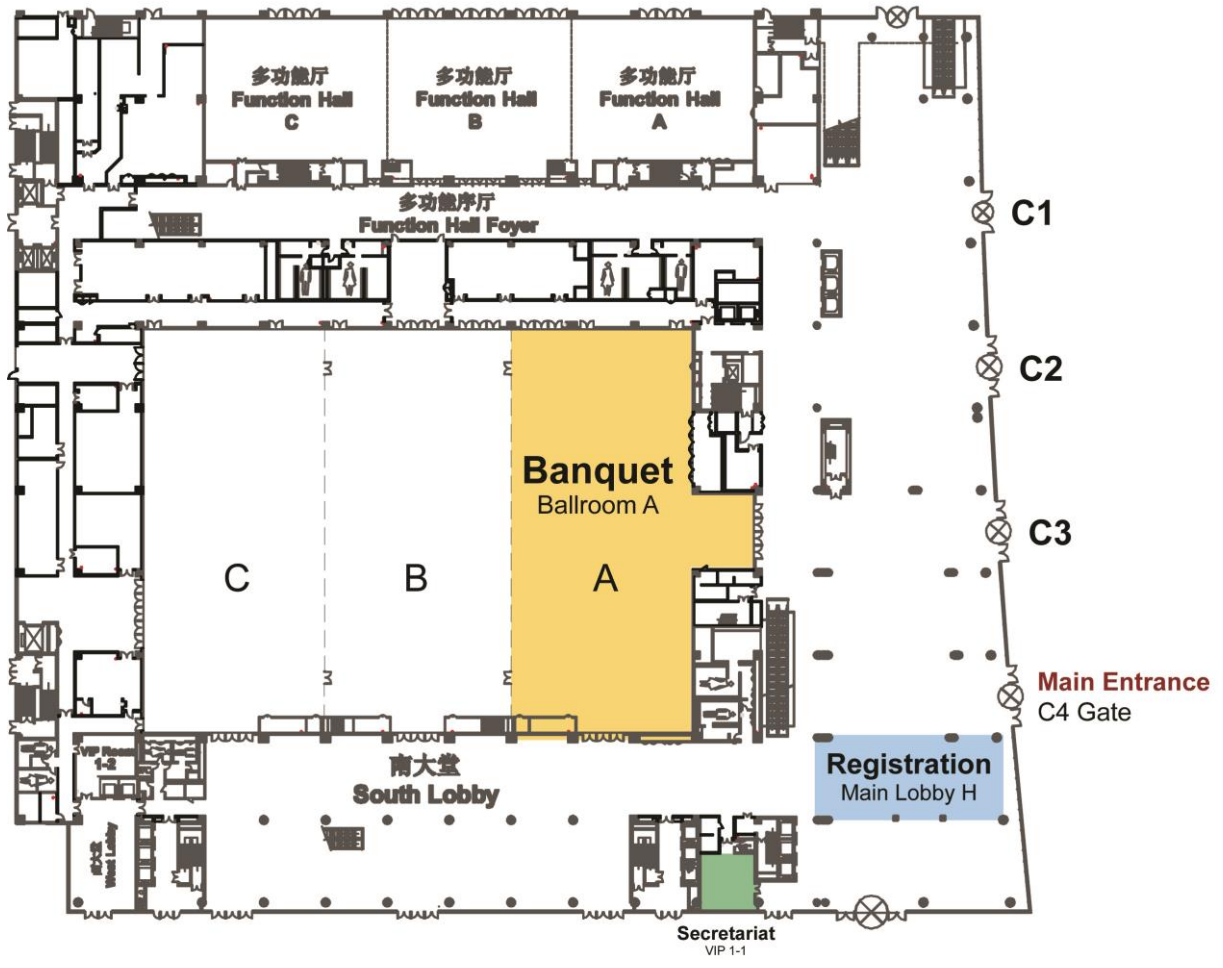 多功能厅
Function Hall
C
多功能厅
Function Hall
B
多功能厅
Function Hall
A
多功能序厅
Function Hall Foyer
C1
C2
C3
Banquet
Ballroom A
C
B
A
Main Entrance
C4 Gate
Registration
Main Lobby H
VIP Room
1-2
南大堂
South Lobby
West Lobby
Secretariat
VIP 1-1